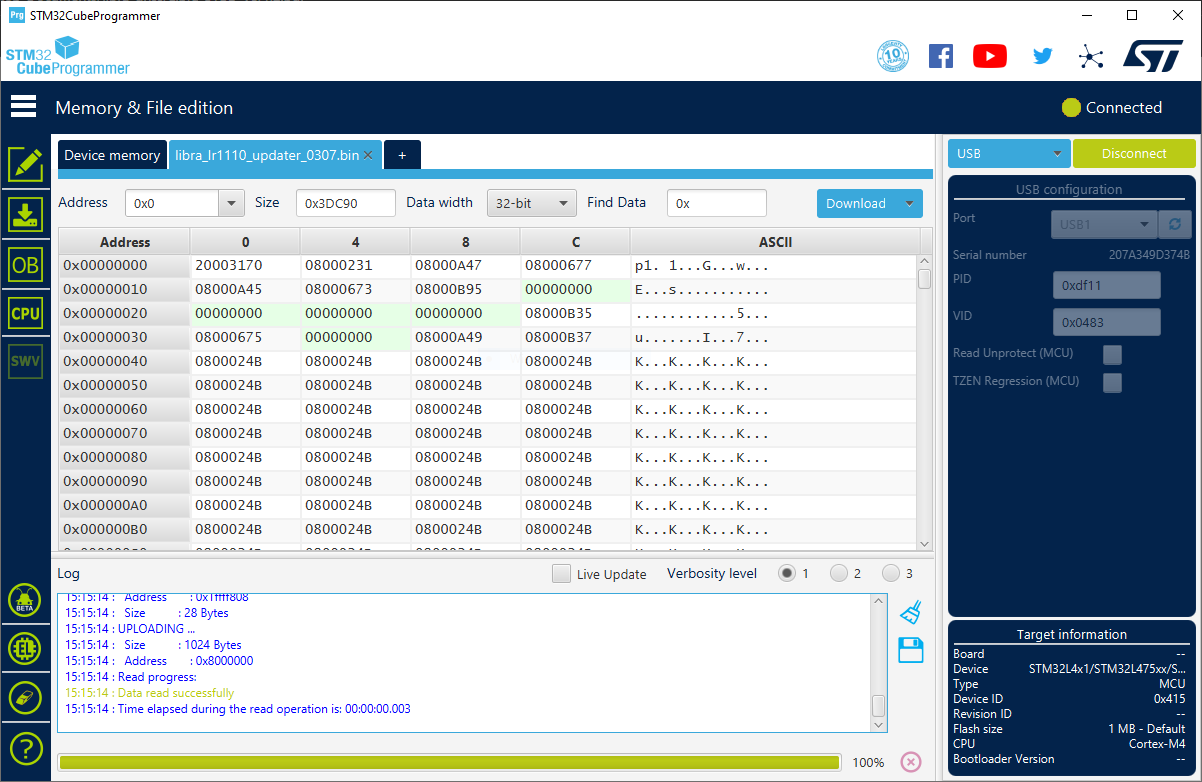 STM32CubeProgrammer
STM32
CubeProgrammer
Memory & File edition
Connected
Device memory libra_lr1110_updater_0307.bin × +
Address 0x0 Size 0x3DC90 Data width 32-bit Find Data 0x Download
Address 0 4 8 C ASCII
0x00000000 20003170 08000231 08000A47 08000677 p1. 1...G...w...
0x00000010 08000A45 08000673 08000B95 00000000 E...s...........
0x00000020 00000000 00000000 00000000 08000B35 ............5...
0x00000030 08000675 00000000 08000A49 08000B37 u.......I...7...
0x00000040 0800024B 0800024B 0800024B 0800024B K...K...K...K...
0x00000050 0800024B 0800024B 0800024B 0800024B K...K...K...K...
0x00000060 0800024B 0800024B 0800024B 0800024B K...K...K...K...
0x00000070 0800024B 0800024B 0800024B 0800024B K...K...K...K...
0x00000080 0800024B 0800024B 0800024B 0800024B K...K...K...K...
0x00000090 0800024B 0800024B 0800024B 0800024B K...K...K...K...
0x000000A0 0800024B 0800024B 0800024B 0800024B K...K...K...K...
0x000000B0 0800024B 0800024B 0800024B 0800024B K...K...K...K...
Log
Live Update Verbosity level 1 2 3
15:15:14 : Address : 0x1ffff808
15:15:14 : Size : 28 Bytes
15:15:14 : UPLOADING ...
15:15:14 : Size : 1024 Bytes
15:15:14 : Address : 0x8000000
15:15:14 : Read progress:
15:15:14 : Data read successfully
15:15:14 : Time elapsed during the read operation is: 00:00:00.003
100%
Prg
10
ST
OB
CPU
SWV
BETA
?
USB Disconnect
USB configuration
Port USB1
Serial number 207A349D374B
PID 0xdf11
VID 0x0483
Read Unprotect (MCU)
TZEN Regression (MCU)
Target information
Board --
Device STM32L4x1/STM32L475xx/S...
Type MCU
Device ID 0x415
Revision ID --
Flash size 1 MB - Default
CPU Cortex-M4
Bootloader Version --